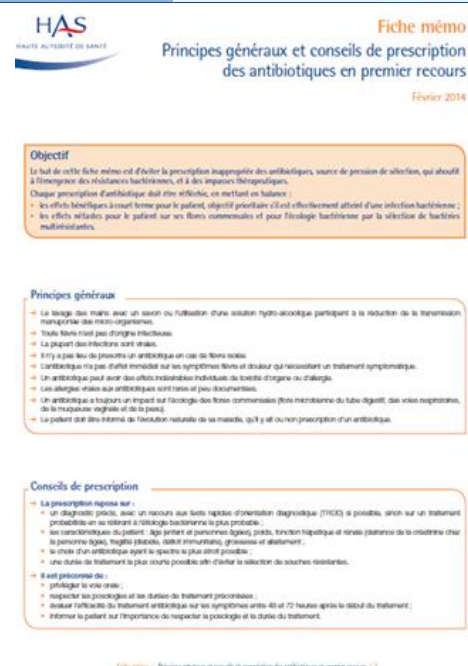 HAS
HAUTE AUTORITÉ DE SANTÉ
Fiche mémo
Principes généraux et conseils de prescription
des antibiotiques en premier recours
Février 2014
Objectif
Le but de cette fiche mémo est d'éviter la prescription inappropriée des antibiotiques, source de pression de sélection, qui aboutit
à l'émergence des résistances bactériennes, et à des impasses thérapeutiques.
Chaque prescription d'antibiotique doit être réfléchie, en mettant en balance :
• les effets bénéfiques à court terme pour le patient, objectif prioritaire s'il est effectivement atteint d'une infection bactérienne ;
• les effets néfastes pour le patient sur ses flores commensales et pour l'écologie bactérienne par la sélection de bactéries
multirésistantes.
Principes généraux
➔ Le lavage des mains avec un savon ou l'utilisation d'une solution hydro-alcoolique participent à la réduction de la transmission
manuportée des micro-organismes.
➔ Toute fièvre n'est pas d'origine infectieuse.
➔ La plupart des infections sont virales.
➔ Il n'y a pas lieu de prescrire un antibiotique en cas de fièvre isolée.
➔ L'antibiotique n'a pas d'effet immédiat sur les symptômes fièvre et douleur qui nécessitent un traitement symptomatique.
➔ Un antibiotique peut avoir des effets indésirables individuels de toxicité d'organe ou d'allergie.
➔ Les allergies vraies aux antibiotiques sont rares et peu documentées.
➔ Un antibiotique a toujours un impact sur l'écologie des flores commensales (flore microbienne du tube digestif, des voies respiratoires,
de la muqueuse vaginale et de la peau).
➔ Le patient doit être informé de l'évolution naturelle de sa maladie, qu'il y ait ou non prescription d'un antibiotique.
Conseils de prescription
➔ La prescription repose sur :
• un diagnostic précis, avec un recours aux tests rapides d'orientation diagnostique (TROD) si possible, sinon sur un traitement
probabiliste en se référant à l'étiologie bactérienne la plus probable ;
• les caractéristiques du patient : âge (enfant et personnes âgées), poids, fonction hépatique et rénale (clairance de la créatinine chez
la personne âgée), fragilité (diabète, déficit immunitaire), grossesse et allaitement ;
• le choix d'un antibiotique ayant le spectre le plus étroit possible ;
• une durée de traitement la plus courte possible afin d'éviter la sélection de souches résistantes.
➔ Il est préconisé de :
• privilégier la voie orale ;
• respecter les posologies et les durées de traitement préconisées ;
• évaluer l'efficacité du traitement antibiotique sur les symptômes entre 48 et 72 heures après le début du traitement ;
• informer le patient sur l'importance de respecter la posologie et la durée du traitement.